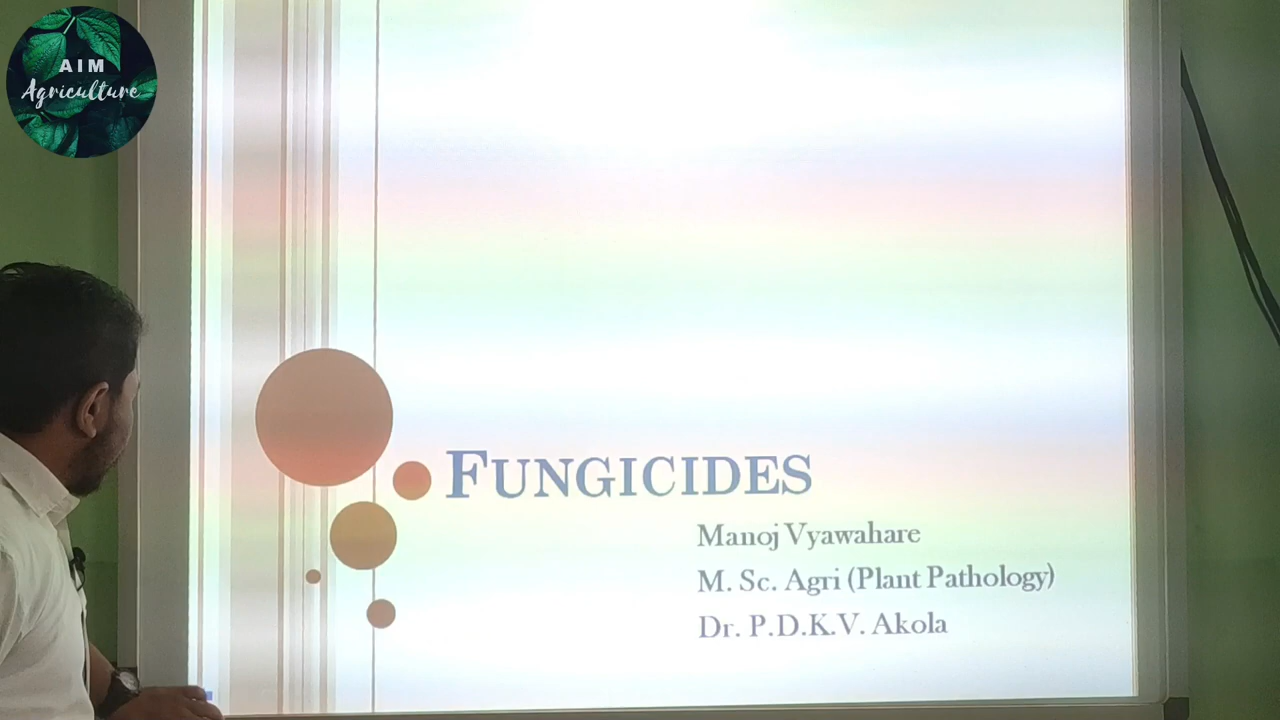 AIM
Agriculture
FUNGICIDES
Manoj Vyawahare
M. Sc. Agri (Plant Pathology)
Dr. P.D.K.V. Akola